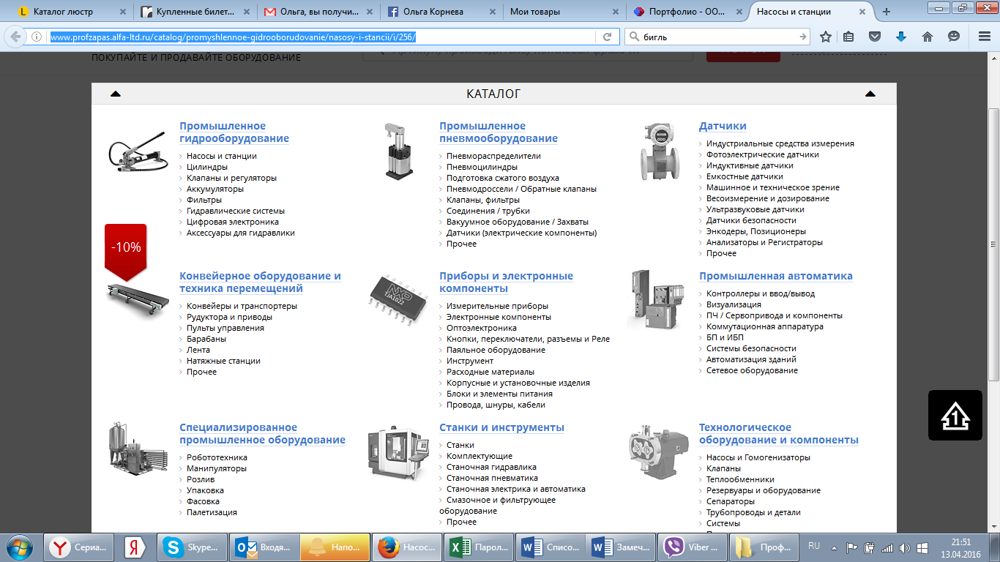 Каталог люстр
Купленные билет...
Ольга, вы получи...
Ольга Корнева
Мои товары
Портфолио - ОО...
Насосы и станции
www.profzapas.alfa-ltd.ru/catalog/promyshlennoe-gidrooborudovanie/nasosy-i-stancii/i/256/
бигль
ПОКУПАЙТЕ И ПРОДАВАЙТЕ ОБОРУДОВАНИЕ
КАТАЛОГ
Промышленное
гидрооборудование
Насосы и станции
Цилиндры
Клапаны и регуляторы
Аккумуляторы
Фильтры
Гидравлические системы
Цифровая электроника
Аксессуары для гидравлики
Промышленное
пневмооборудование
Пневмораспределители
Пневмоцилиндры
Подготовка сжатого воздуха
Пневмодроссели / Обратные клапаны
Клапаны, фильтры
Соединения / трубки
Вакуумное оборудование / Захваты
Датчики (электрические компоненты)
Прочее
Датчики
Индустриальные средства измерения
Фотоэлектрические датчики
Индуктивные датчики
Емкостные датчики
Машинное и техническое зрение
Весоизмерение и дозирование
Ультразвуковые датчики
Датчики безопасности
Энкодеры, Позиционеры
Анализаторы и Регистраторы
Прочее
-10%
Конвейерное оборудование и
техника перемещений
Конвейеры и транспортеры
Рудуктора и приводы
Пульты управления
Барабаны
Лента
Натяжные станции
Прочее
NXP
TJA1022
Приборы и электронные
компоненты
Измерительные приборы
Электронные компоненты
Оптоэлектроника
Кнопки, переключатели, разъемы и Реле
Паяльное оборудование
Инструмент
Расходные материалы
Корпусные и установочные изделия
Блоки и элементы питания
Провода, шнуры, кабели
Промышленная автоматика
Контроллеры и ввод/вывод
Визуализация
ПЧ / Сервопривода и компоненты
Коммутационная аппаратура
БП и ИБП
Системы безопасности
Автоматизация зданий
Сетевое оборудование
Специализированное
промышленное оборудование
Робототехника
Манипуляторы
Розлив
Упаковка
Фасовка
Палетизация
Станки и инструменты
Станки
Комплектующие
Станочная гидравлика
Станочная пневматика
Станочная электрика и автоматика
Смазочное и фильтрующее
оборудование
Прочее
Технологическое
оборудование и компоненты
Насосы и Гомогенизаторы
Клапаны
Теплообменники
Резервуары и оборудование
Сепараторы
Трубопроводы и детали
Системы
1
Сериа...
Skype...
Входя...
Напо...
Насос...
Парол...
Списо...
Замеч...
Viber ...
Проф...
RU
21:51
13.04.2016